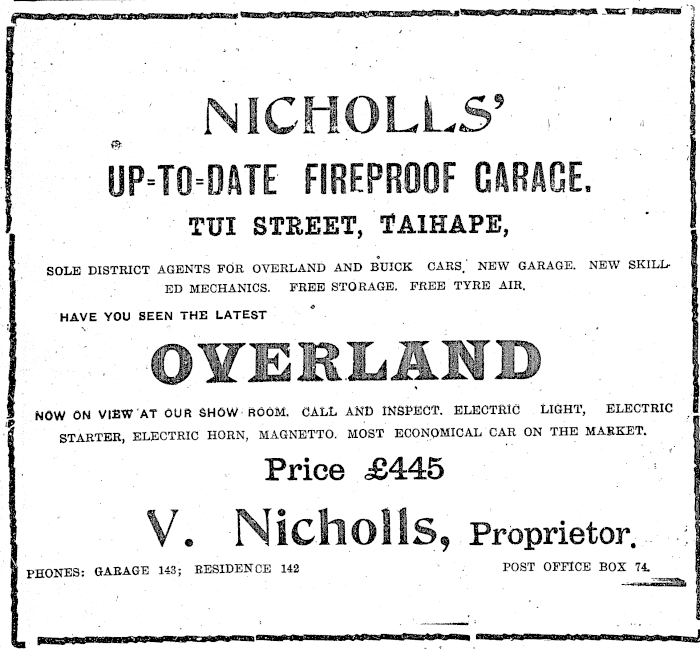 NICHOLLS'
UP=TO=DATE FIREPROOF GARAGE.
TUI STREET, TAIHAPE,
SOLE DISTRICT AGENTS FOR OVERLAND AND BUICK CARS. NEW GARAGE. NEW SKILL-
ED MECHANICS. FREE STORAGE. FREE TYRE AIR.
HAVE YOU SEEN THE LATEST
OVERLAND
NOW ON VIEW AT OUR SHOW ROOM. CALL AND INSPECT. ELECTRIC LIGHT, ELECTRIC
STARTER, ELECTRIC HORN, MAGNETTO. MOST ECONOMICAL CAR ON THE MARKET.
Price £445
V. Nicholls, Proprietor.
PHONES: GARAGE 143; RESIDENCE 142 POST OFFICE BOX 74.